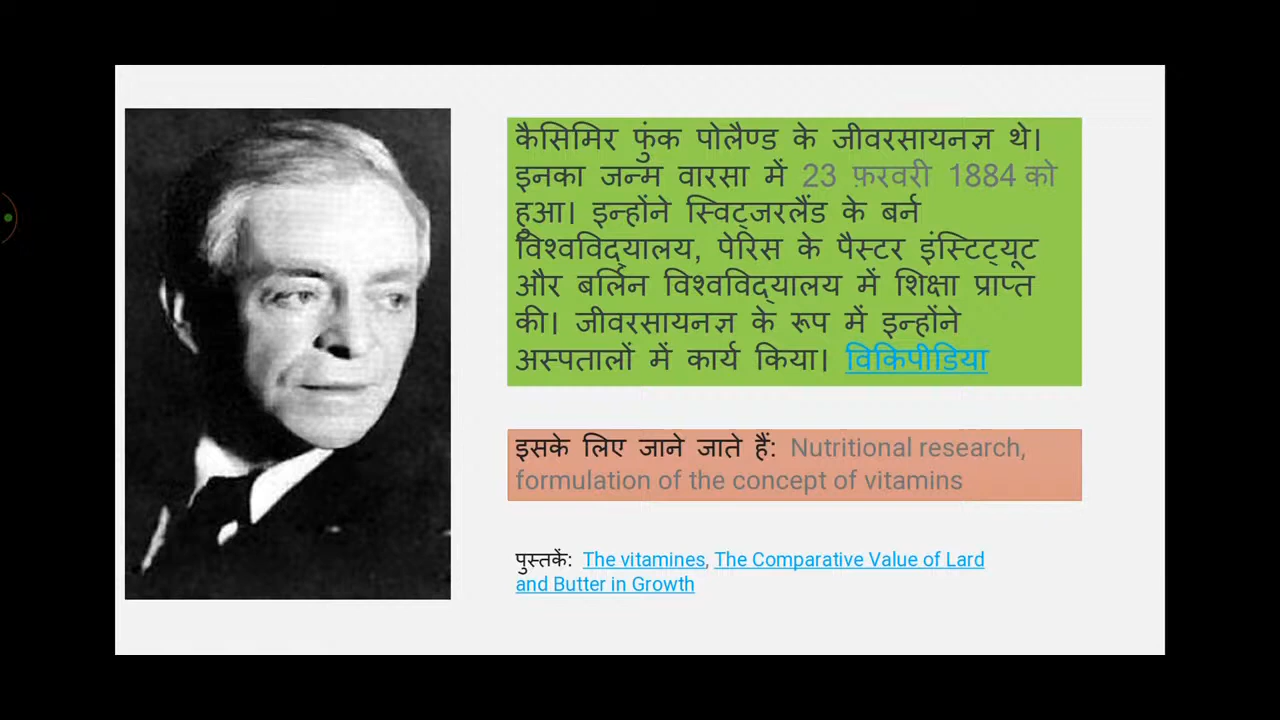 कैसिमिर फुंक पोलैण्ड के जीवरसायनज्ञ थे।
इनका जन्म वारसा में 23 फ़रवरी 1884 को
हुआ। इन्होंने स्विट्जरलैंड के बर्न
विश्वविद्यालय, पेरिस के पैस्टर इंस्टिट्यूट
और बर्लिन विश्वविद्यालय में शिक्षा प्राप्त
की। जीवरसायनज्ञ के रूप में इन्होंने
अस्पतालों में कार्य किया। विकिपीडिया
इसके लिए जाने जाते हैं: Nutritional research,
formulation of the concept of vitamins
पुस्तकें: The vitamines, The Comparative Value of Lard
and Butter in Growth